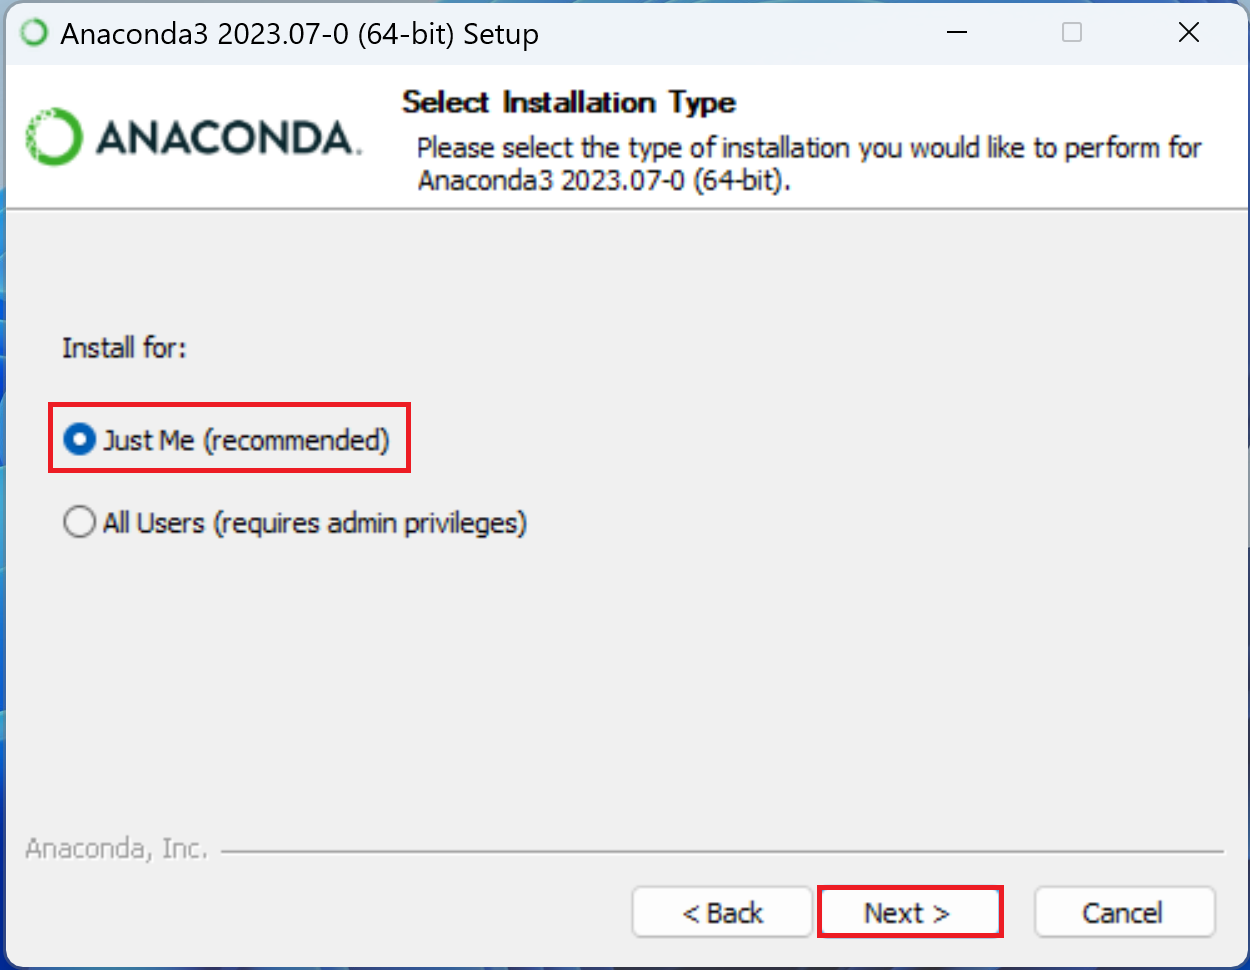 Anaconda3 2023.07-0 (64-bit) Setup
ANACONDA.
Select Installation Type
Please select the type of installation you would like to perform for
Anaconda3 2023.07-0 (64-bit).
Install for:
Just Me (recommended)
All Users (requires admin privileges)
Anaconda, Inc.
< Back
Next >
Cancel